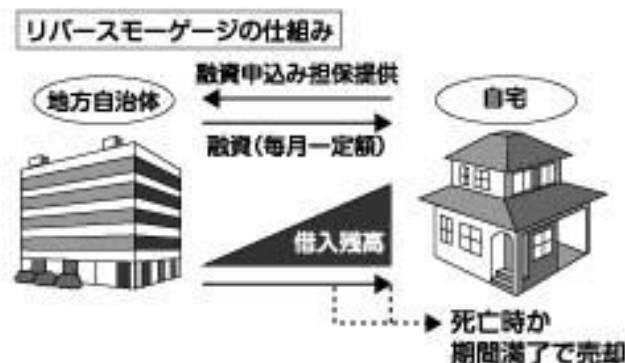 リバースモーゲージの仕組み
融資申込み担保提供
地方自治体
自宅
融資(毎月一定額)
借入残高
死亡時か
期間満了で売却